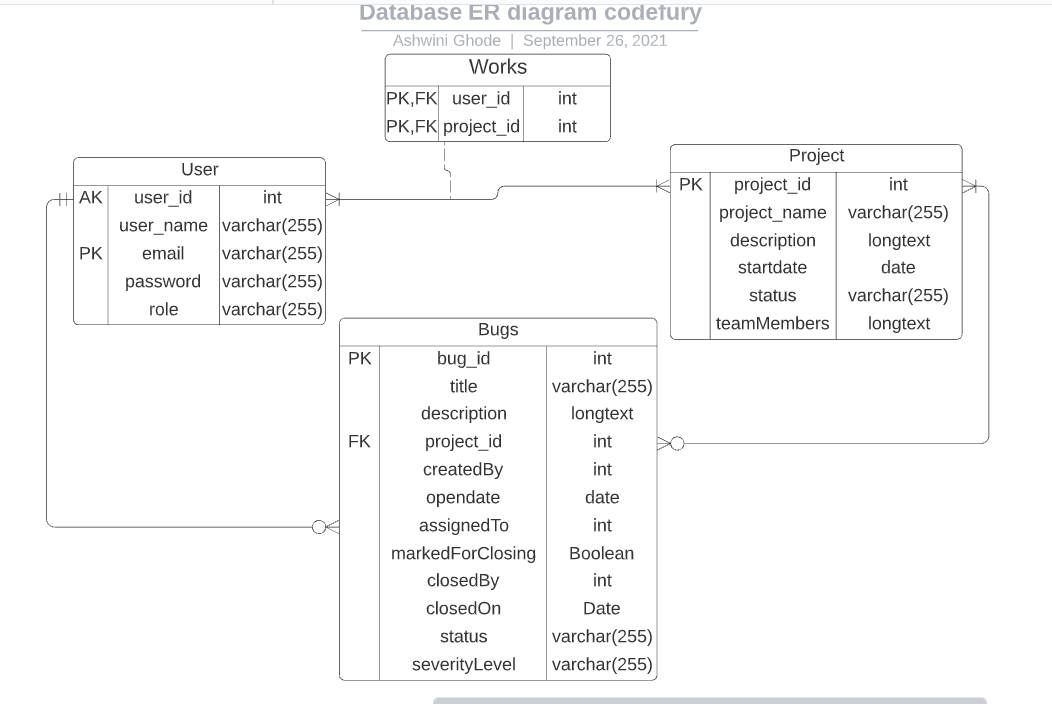 Database ER diagram codefury
Ashwini Ghode | September 26, 2021
Works
PK,FK user_id int
PK,FK project_id int
User
AK user_id int
user_name varchar(255)
PK email varchar(255)
password varchar(255)
role varchar(255)
Project
PK project_id int
project_name varchar(255)
description longtext
startdate date
status varchar(255)
teamMembers longtext
Bugs
PK bug_id int
title varchar(255)
description longtext
FK project_id int
createdBy int
opendate date
assignedTo int
markedForClosing Boolean
closedBy int
closedOn Date
status varchar(255)
severityLevel varchar(255)